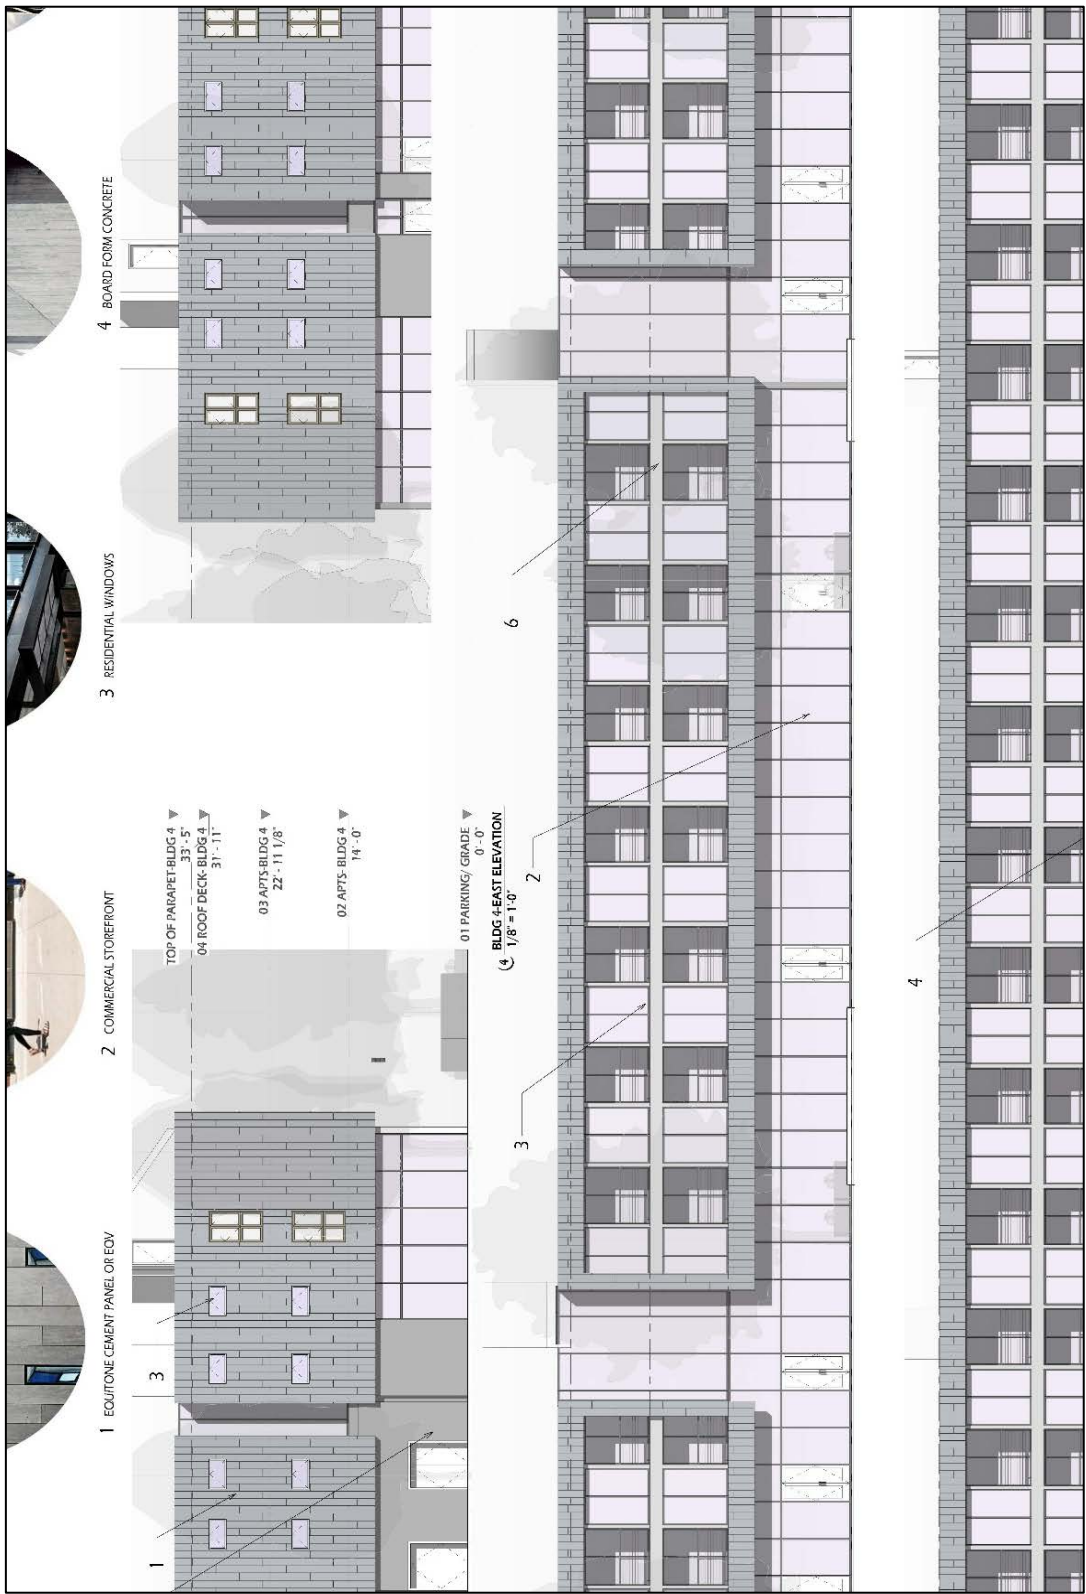 1 EQUITONE CEMENT PANEL OR EQV
2 COMMERCIAL STOREFRONT
3 RESIDENTIAL WINDOWS
4 BOARD FORM CONCRETE
1
3
TOP OF PARAPET-BLDG 4
33' - 5"
04 ROOF DECK- BLDG 4
31' - 11"
03 APTS-BLDG 4
22' - 11 1/8"
02 APTS- BLDG 4
14' - 0"
01 PARKING/ GRADE
0' - 0"
4 BLDG 4-EAST ELEVATION
1/8" = 1'-0"
3
2
6
4